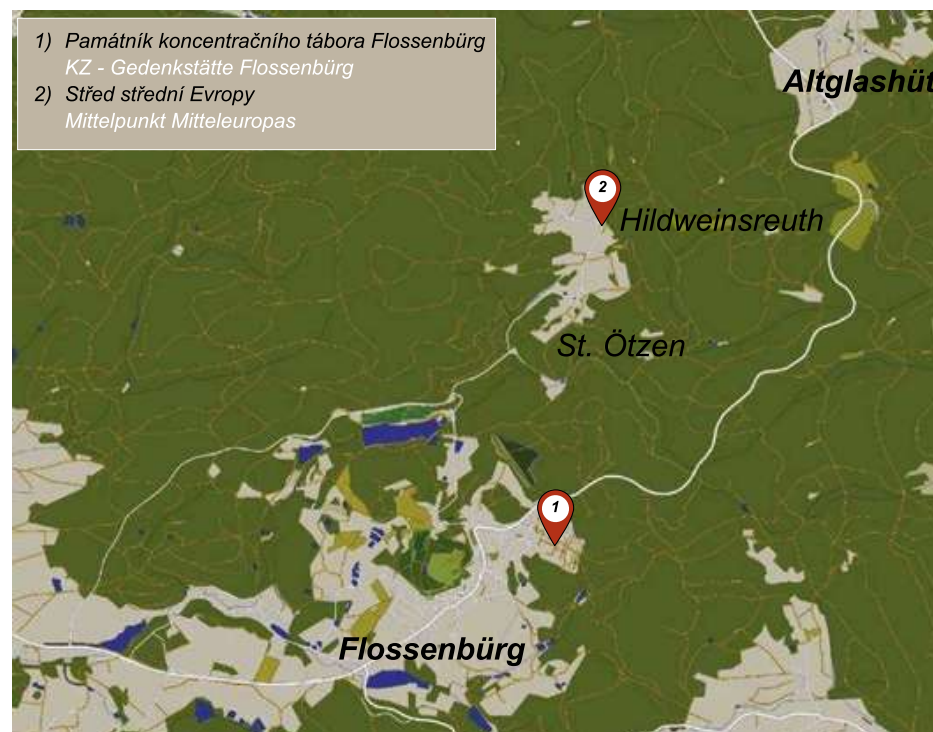 1) Památník koncentračního tábora Flossenbürg
KZ - Gedenkstätte Flossenbürg
2) Střed střední Evropy
Mittelpunkt Mitteleuropas
Altglashüt
2
Hildweinsreuth
St. Ötzen
1
Flossenbürg